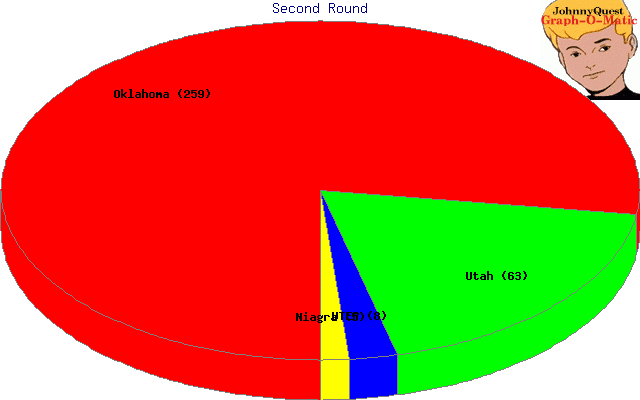 Second Round
JohnnyQuest
Graph-O-Matic
Oklahoma (259)
Utah (63)